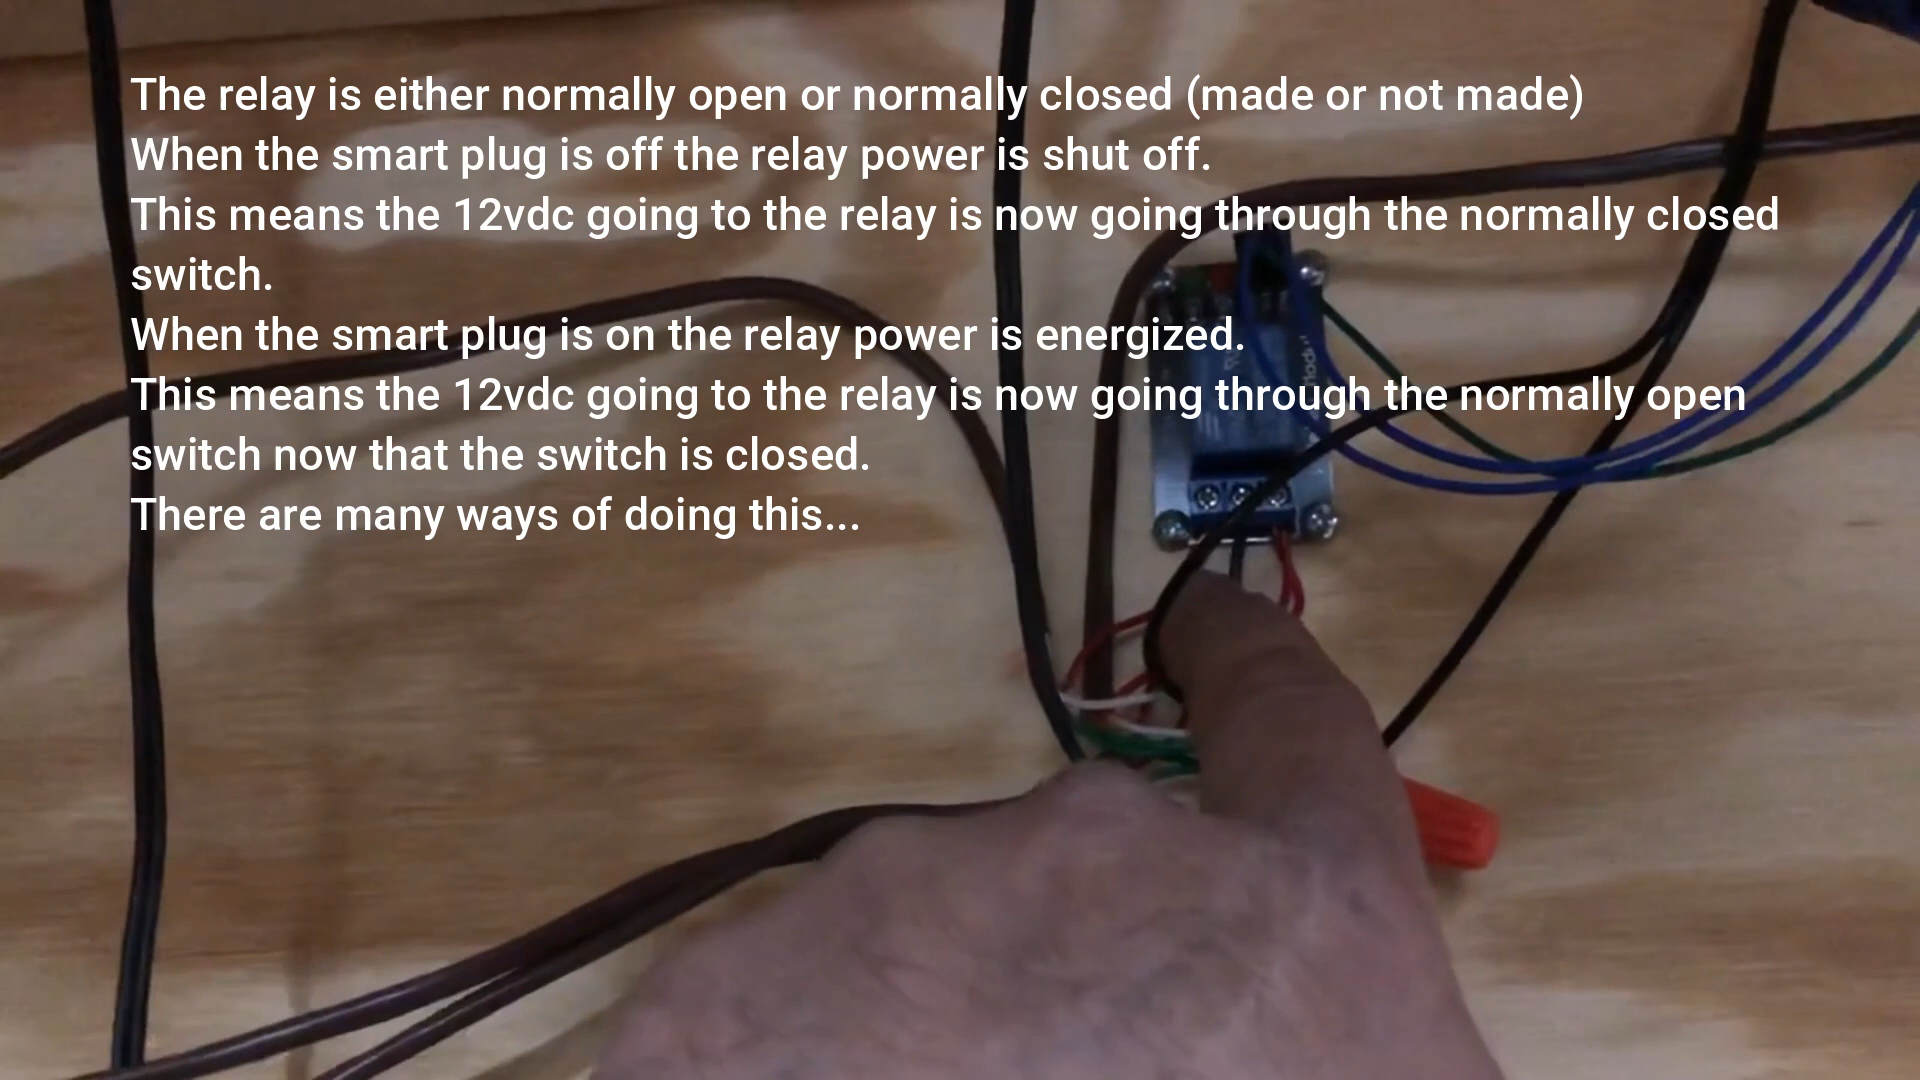 The relay is either normally open or normally closed (made or not made)
When the smart plug is off the relay power is shut off.
This means the 12vdc going to the relay is now going through the normally closed
switch.
When the smart plug is on the relay power is energized.
This means the 12vdc going to the relay is now going through the normally open
switch now that the switch is closed.
There are many ways of doing this...